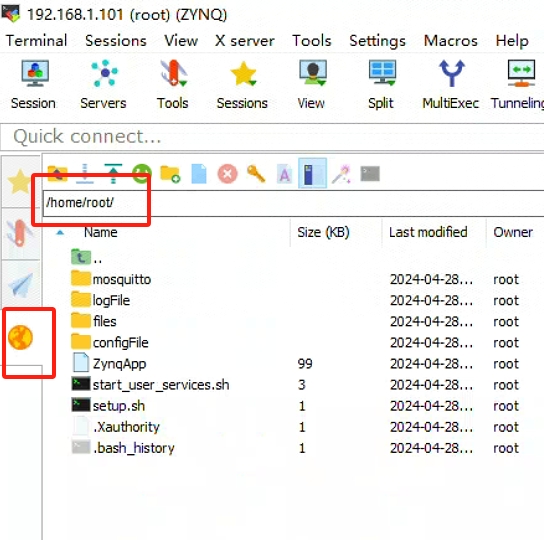 192.168.1.101 (root) (ZYNQ)
Terminal Sessions View X server Tools Settings Macros Help
Session Servers Tools Sessions View Split MultiExec Tunneling
Quick connect...
/home/root/
Name Size (KB) Last modified Owner
..
mosquitto 2024-04-28... root
logFile 2024-04-28... root
files 2024-04-28... root
configFile 2024-04-28... root
ZynqApp 99 2024-04-28... root
start_user_services.sh 3 2024-04-28... root
setup.sh 1 2024-04-28... root
.Xauthority 1 2024-04-28... root
.bash_history 1 2024-04-28... root